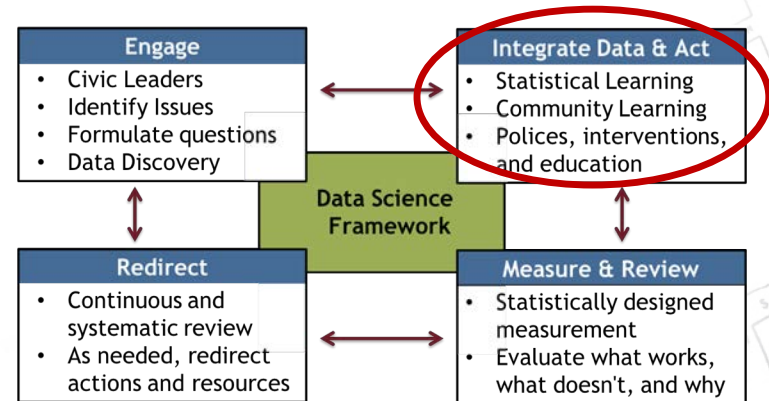 Engage
• Civic Leaders
• Identify Issues
• Formulate questions
• Data Discovery
Integrate Data & Act
• Statistical Learning
• Community Learning
• Polices, interventions,
and education
Data Science
Framework
Redirect
• Continuous and
systematic review
• As needed, redirect
actions and resources
Measure & Review
• Statistically designed
measurement
• Evaluate what works,
what doesn't, and why